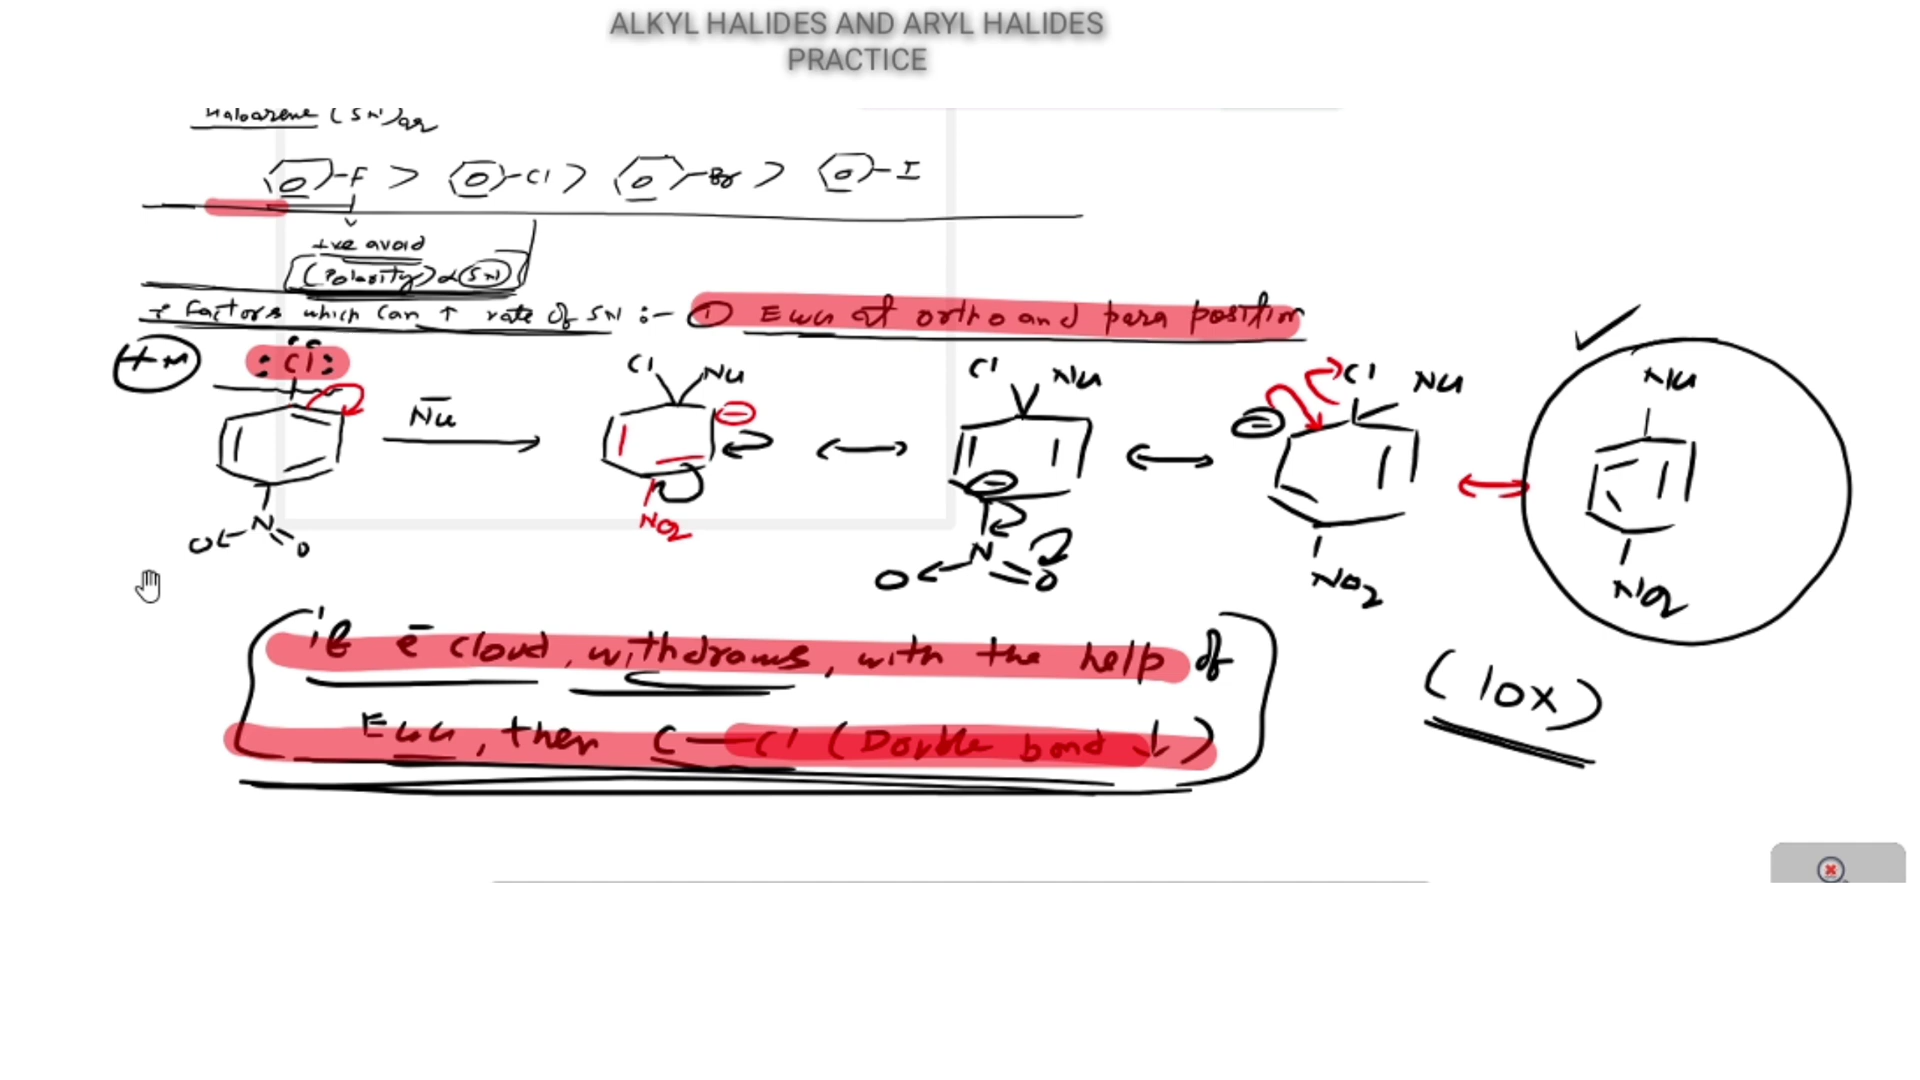 ALKYL HALIDES AND ARYL HALIDES
PRACTICE
Haloarene (SN)ar
F > Cl > Br > I
+ve avoid
(Polarity) α (SN)
Factors which can ↑ rate of SN :- ① EWG at ortho and para position
+M :Cl: Cl Nu Cl Nu ⊖ Cl Nu Nu
Nu ⊖
N NO2 N ⊖ NO2 NO2
O O O O
if e cloud, withdraws, with the help of (10x)
EWG, then C—Cl (Double bond ↓)